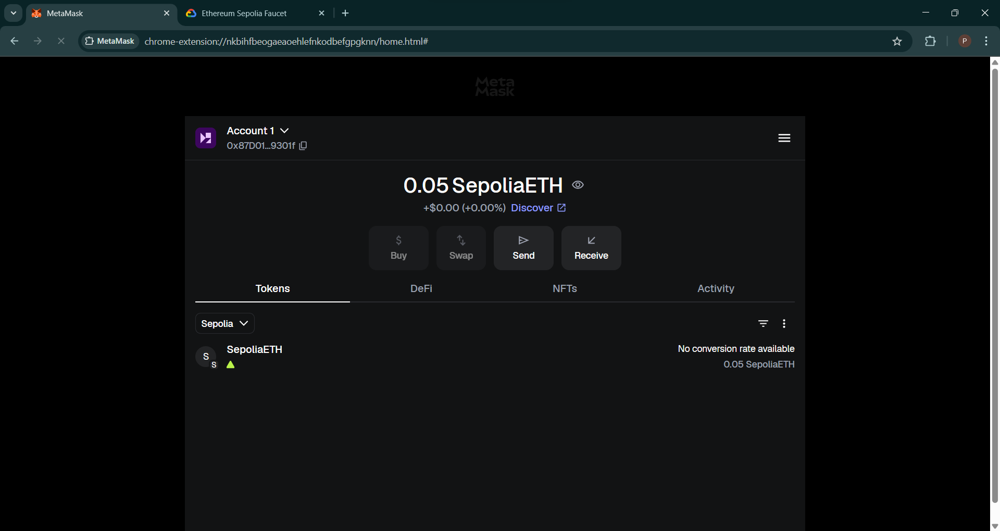 MetaMask
Ethereum Sepolia Faucet
MetaMask
chrome-extension://nkbihfbeogaeaoehlefnkodbefgpgknn/home.html#
P
Meta
Mask
Account 1
0x87D01...9301f
0.05 SepoliaETH
+$0.00 (+0.00%) Discover
$
Buy
Swap
Send
Receive
Tokens
DeFi
NFTs
Activity
Sepolia
S
S
SepoliaETH
No conversion rate available
0.05 SepoliaETH